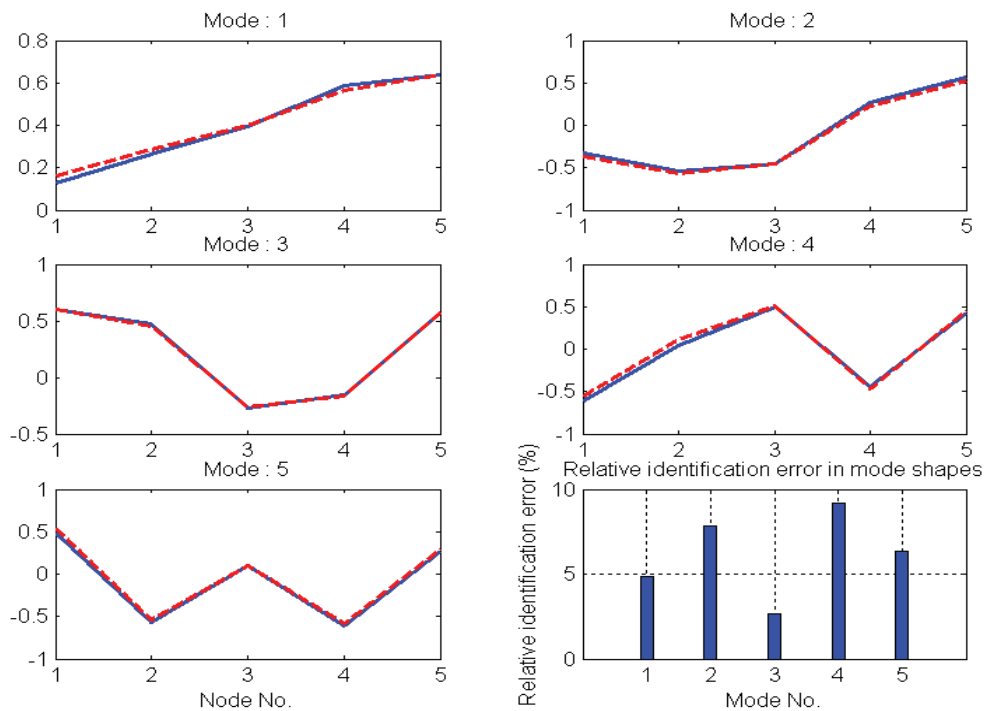 Mode : 1
0.8
0.6
0.4
0.2
0
1 2 3 4 5
Mode : 2
1
0.5
0
-0.5
-1
1 2 3 4 5
Mode : 3
1
0.5
0
-0.5
1 2 3 4 5
Mode : 4
1
0.5
0
-0.5
-1
1 2 3 4 5
Mode : 5
1
0.5
0
-0.5
-1
1 2 3 4 5
Node No.
Relative identification error in mode shapes
Relative identification error (%)
10
5
0
1 2 3 4 5
Mode No.